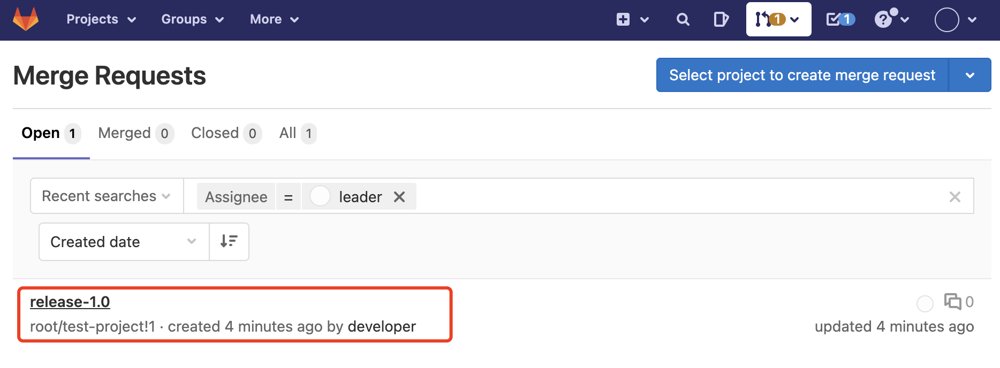 Projects Groups More 1 1 ?
Merge Requests
Select project to create merge request
Open 1 Merged 0 Closed 0 All 1
Recent searches Assignee = leader
Created date
release-1.0 0
root/test-project!1 · created 4 minutes ago by developer updated 4 minutes ago